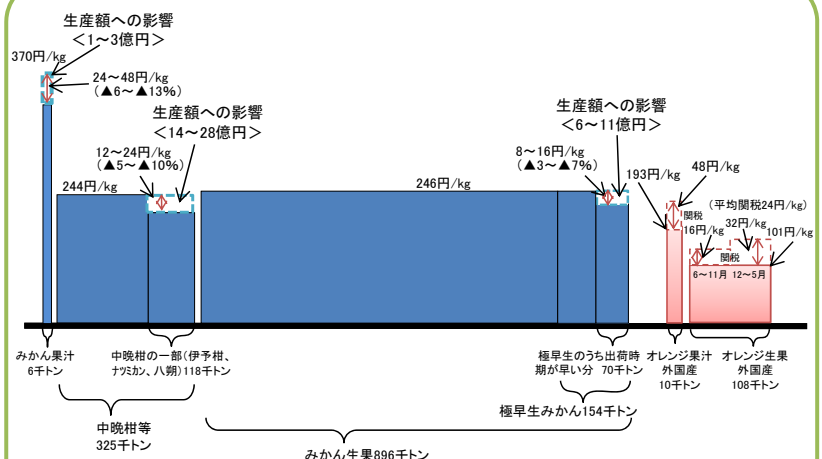 生産額への影響
＜1～3億円＞
370円/kg
24～48円/kg
（▲6～▲13%）
生産額への影響
＜14～28億円＞
12～24円/kg
（▲5～▲10%）
244円/kg
246円/kg
生産額への影響
＜6～11億円＞
8～16円/kg
（▲3～▲7%）
193円/kg
48円/kg
関税
（平均関税24円/kg）
16円/kg
32円/kg
関税
101円/kg
6～11月
12～5月
みかん果汁
6千トン
中晩柑の一部（伊予柑、
ナツミカン、八朔）118千トン
極早生のうち出荷時
期が早い分 70千トン
オレンジ果汁
外国産
10千トン
オレンジ生果
外国産
108千トン
極早生みかん154千トン
中晩柑等
325千トン
みかん生果896千トン